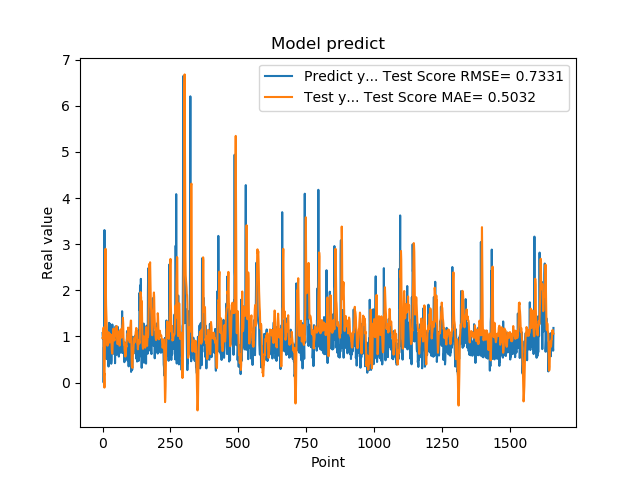 Model predict
Predict y... Test Score RMSE= 0.7331
Test y... Test Score MAE= 0.5032
Real value
7
6
5
4
3
2
1
0
0 250 500 750 1000 1250 1500
Point